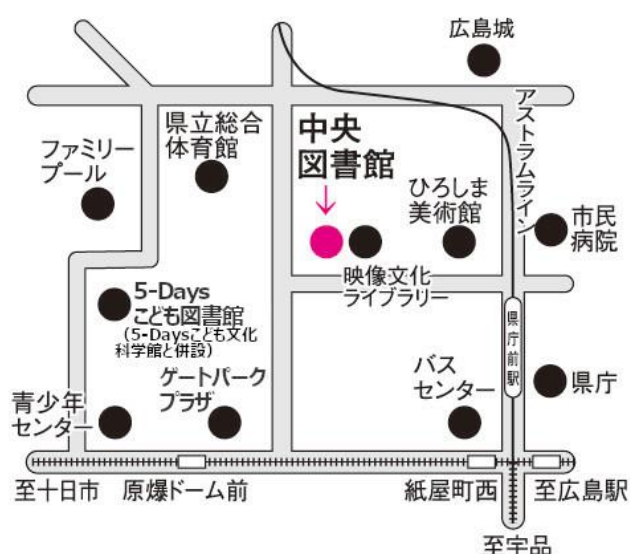 広島城
アストラムライン
県立総合
体育館
中央
図書館
ファミリー
プール
ひろしま
美術館
市民
病院
映像文化
ライブラリー
5-Days
こども図書館
(5-Daysこども文化
科学館と併設)
県庁前駅
ゲートパーク
プラザ
バス
センター
県庁
青少年
センター
至十日市
原爆ドーム前
紙屋町西
至広島駅
至宇品